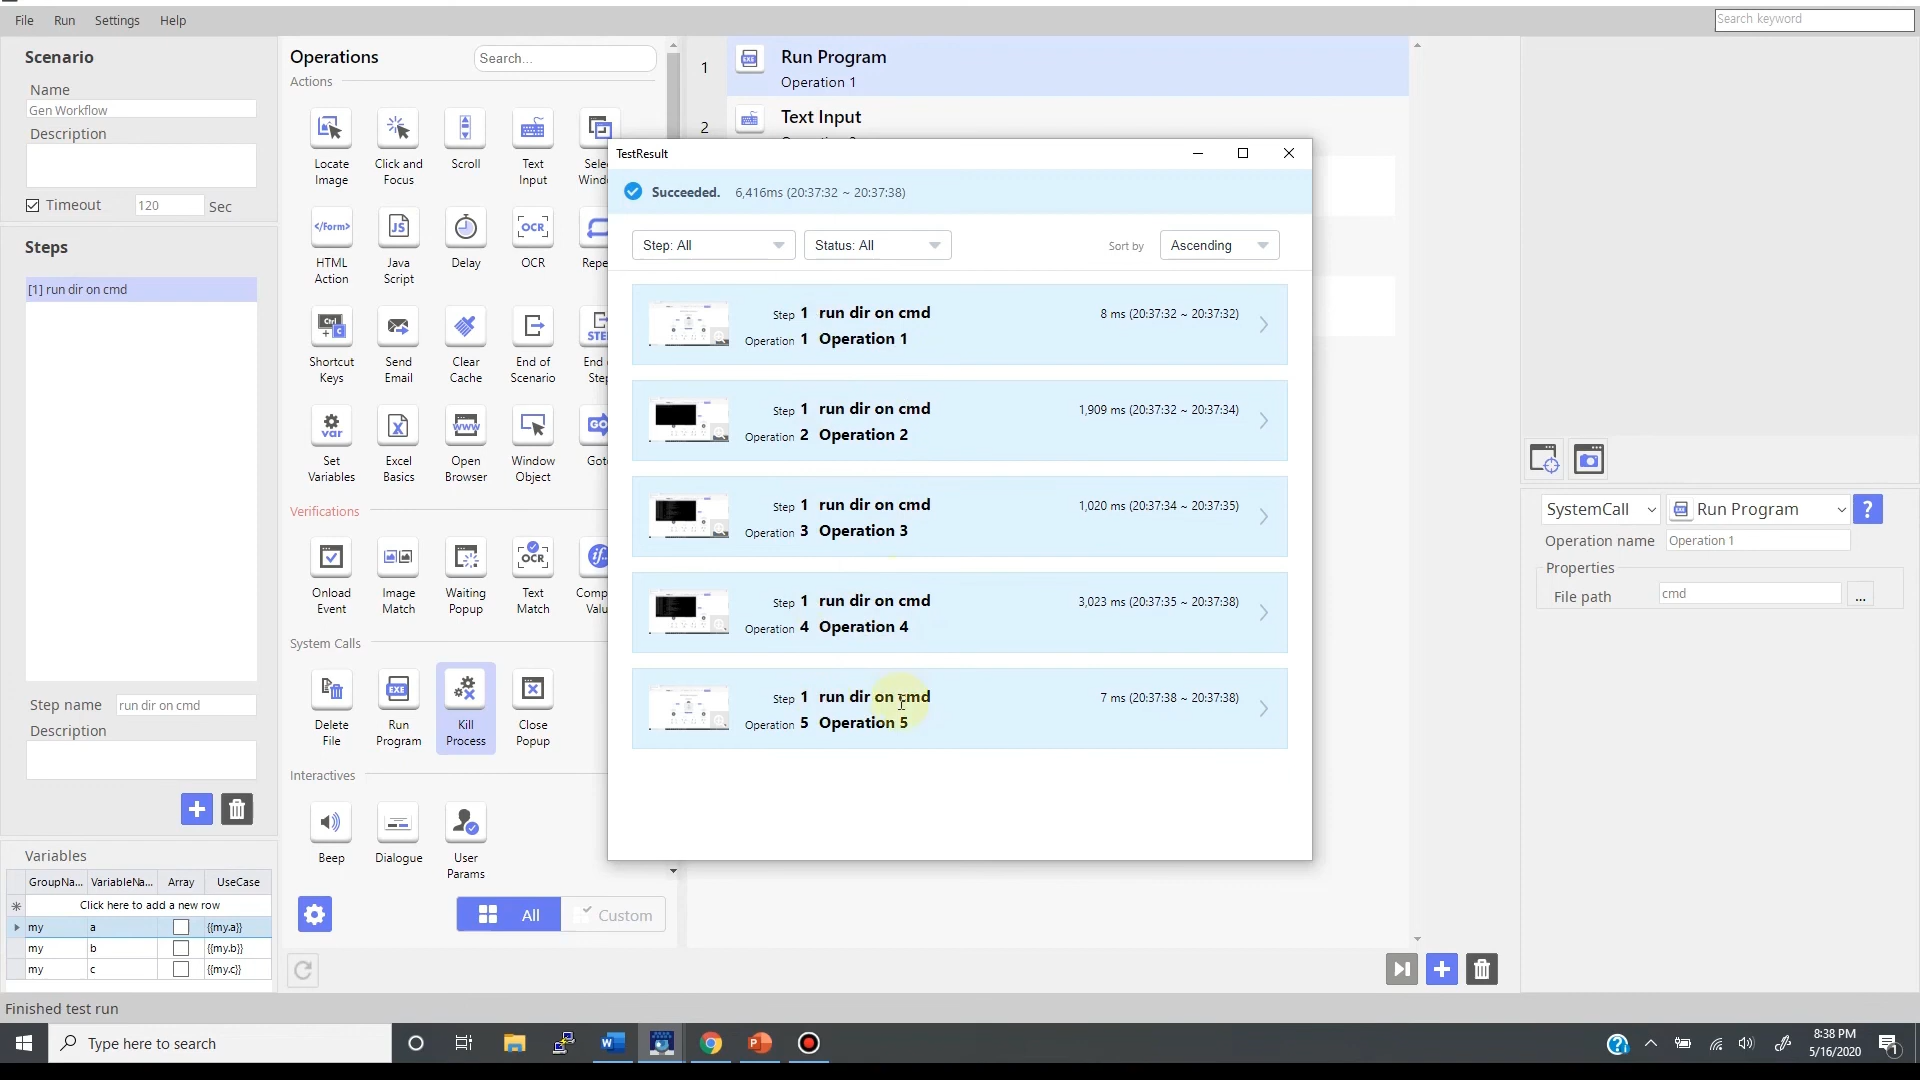 File Run Settings Help
Search keyword
Scenario
Name
Gen Workflow
Description
Timeout 120 Sec
Steps
[1] run dir on cmd
Step name run dir on cmd
Description
Variables
GroupNa... VariableNa... Array UseCase
Click here to add a new row
my a {{my.a}}
my b {{my.b}}
my c {{my.c}}
Finished test run
Operations Search...
Actions
Locate Image
Click and Focus
Scroll
Text Input
HTML Action
Java Script
Delay
OCR
Shortcut Keys
Send Email
Clear Cache
End of Scenario
Set Variables
Excel Basics
Open Browser
Window Object
Verifications
Onload Event
Image Match
Waiting Popup
Text Match
System Calls
Delete File
Run Program
Kill Process
Close Popup
Interactives
Beep
Dialogue
User Params
All Custom
1 Run Program
Operation 1
2 Text Input
TestResult
Succeeded. 6,416ms (20:37:32 ~ 20:37:38)
Step: All Status: All Sort by Ascending
Step 1 run dir on cmd 8 ms (20:37:32 ~ 20:37:32)
Operation 1 Operation 1
Step 1 run dir on cmd 1,909 ms (20:37:32 ~ 20:37:34)
Operation 2 Operation 2
Step 1 run dir on cmd 1,020 ms (20:37:34 ~ 20:37:35)
Operation 3 Operation 3
Step 1 run dir on cmd 3,023 ms (20:37:35 ~ 20:37:38)
Operation 4 Operation 4
Step 1 run dir on cmd 7 ms (20:37:38 ~ 20:37:38)
Operation 5 Operation 5
SystemCall Run Program ?
Operation name Operation 1
Properties
File path cmd ...
Type here to search
8:38 PM
5/16/2020